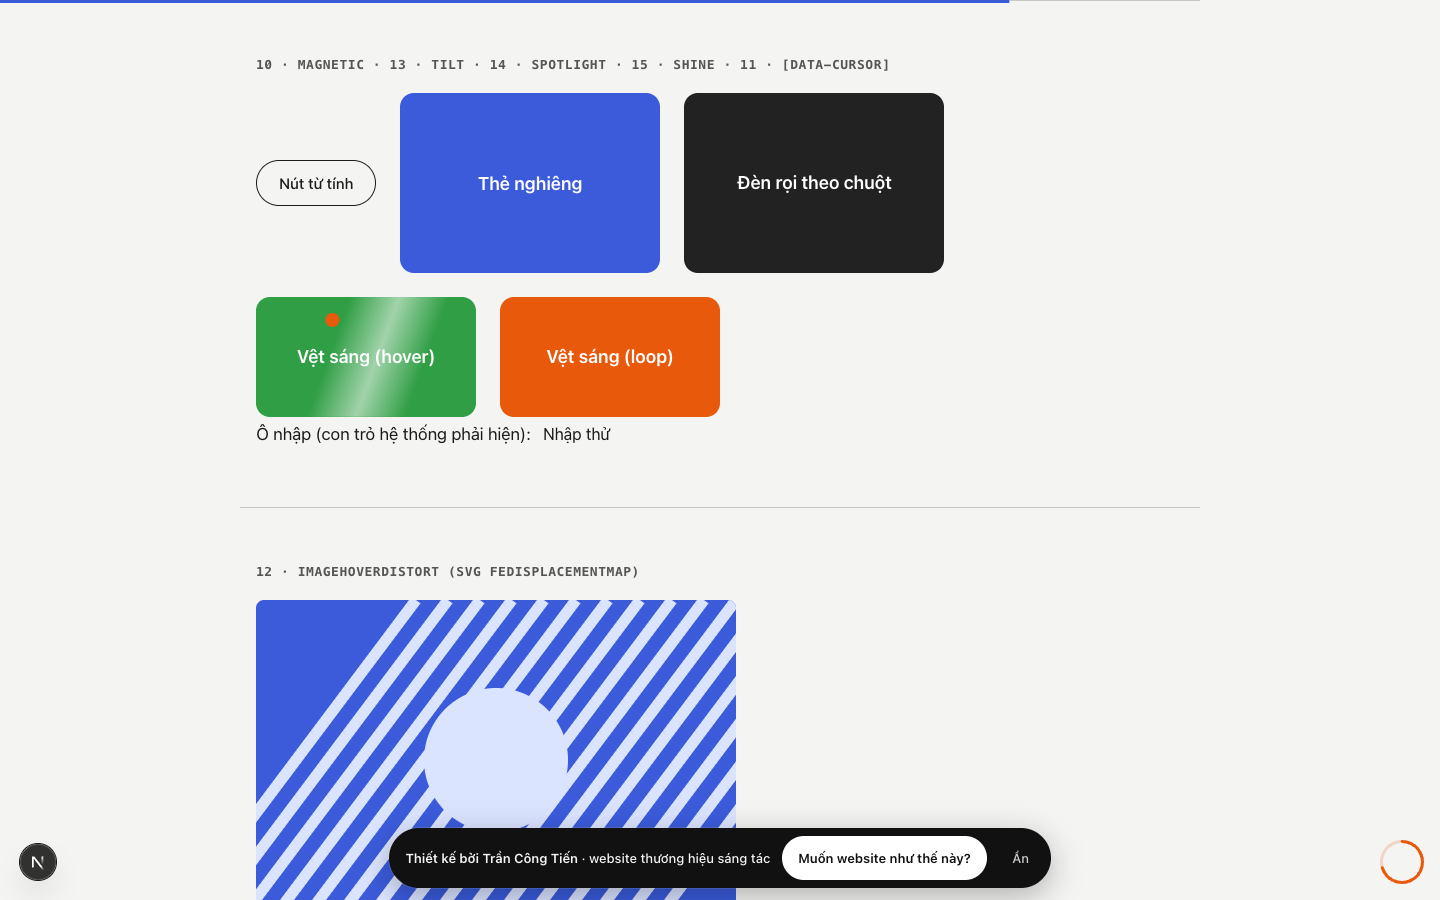 10 · MAGNETIC · 13 · TILT · 14 · SPOTLIGHT · 15 · SHINE · 11 · [DATA-CURSOR]
Nút từ tính
Thẻ nghiêng
Đèn rọi theo chuột
Vệt sáng (hover)
Vệt sáng (loop)
Ô nhập (con trỏ hệ thống phải hiện): Nhập thử
12 · IMAGEHOVERDISTORT (SVG FEDISPLACEMENTMAP)
N
Thiết kế bởi Trần Công Tiến · website thương hiệu sáng tác
Muốn website như thế này?
Ẩn